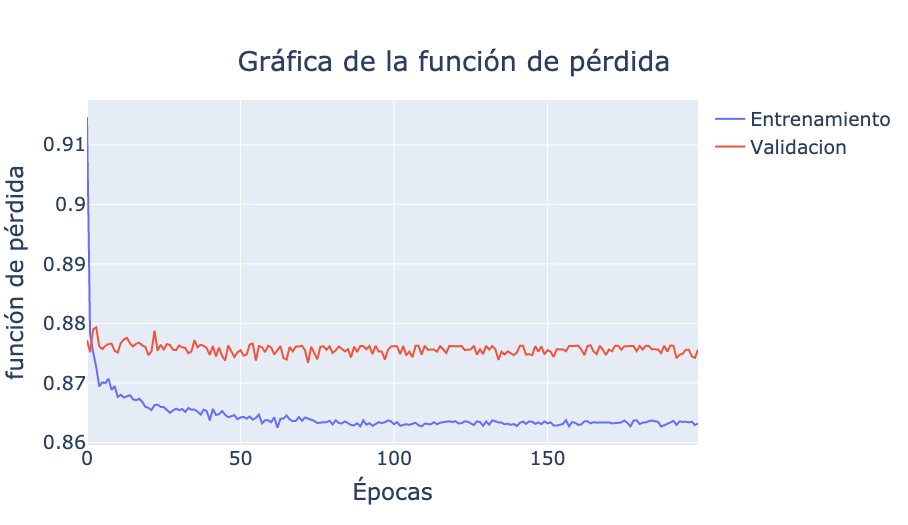 Gráfica de la función de pérdida
Entrenamiento
Validacion
función de pérdida
0.91
0.9
0.89
0.88
0.87
0.86
0
50
100
150
Épocas